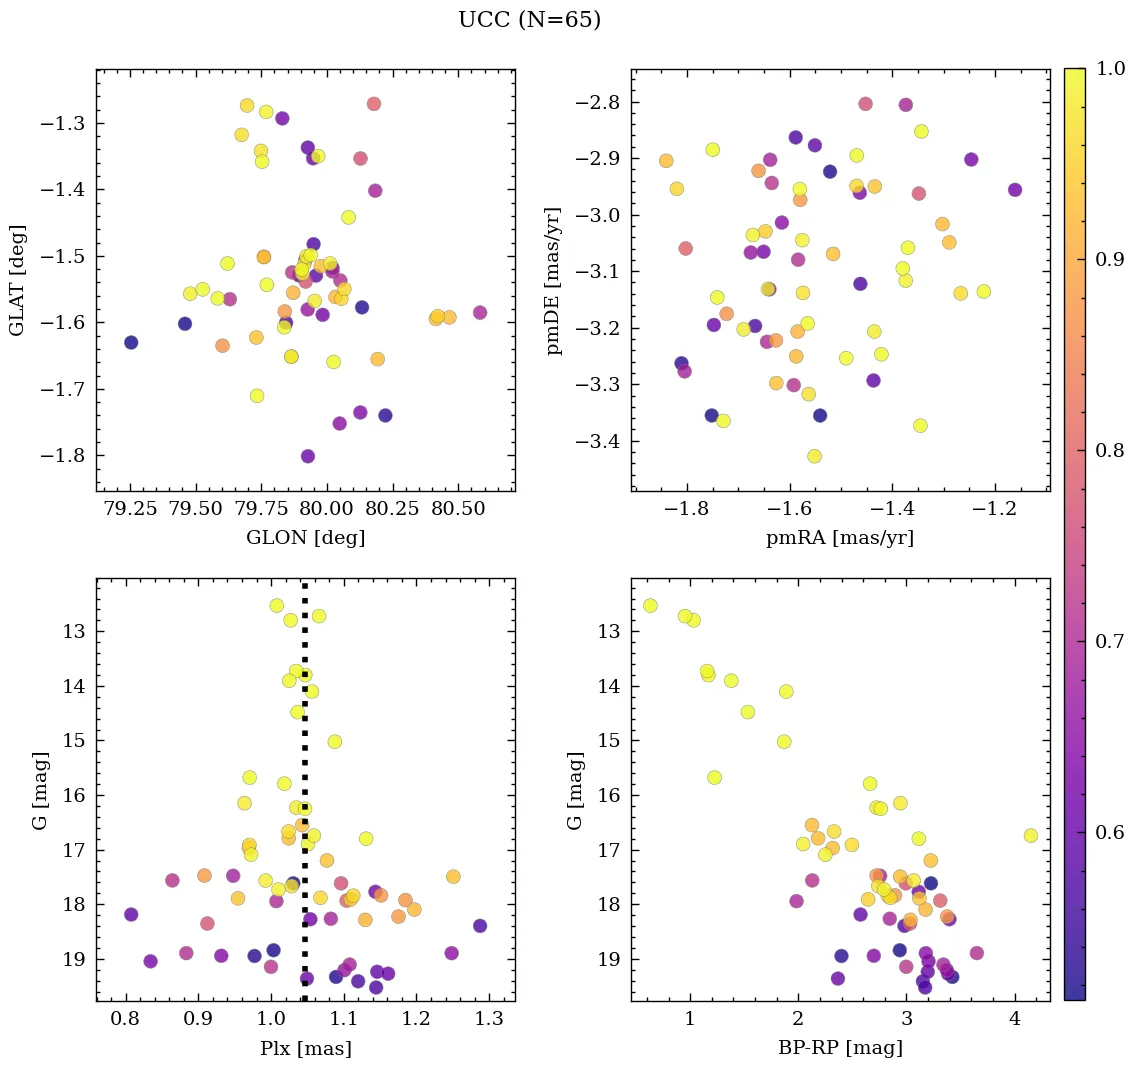 UCC (N=65)
−1.3
−1.4
−1.5
−1.6
−1.7
−1.8
GLAT [deg]
79.25 79.50 79.75 80.00 80.25 80.50
GLON [deg]
−2.8
−2.9
−3.0
−3.1
−3.2
−3.3
−3.4
pmDE [mas/yr]
−1.8 −1.6 −1.4 −1.2
pmRA [mas/yr]
13
14
15
16
17
18
19
G [mag]
0.8 0.9 1.0 1.1 1.2 1.3
Plx [mas]
13
14
15
16
17
18
19
G [mag]
1 2 3 4
BP-RP [mag]
1.0
0.9
0.8
0.7
0.6